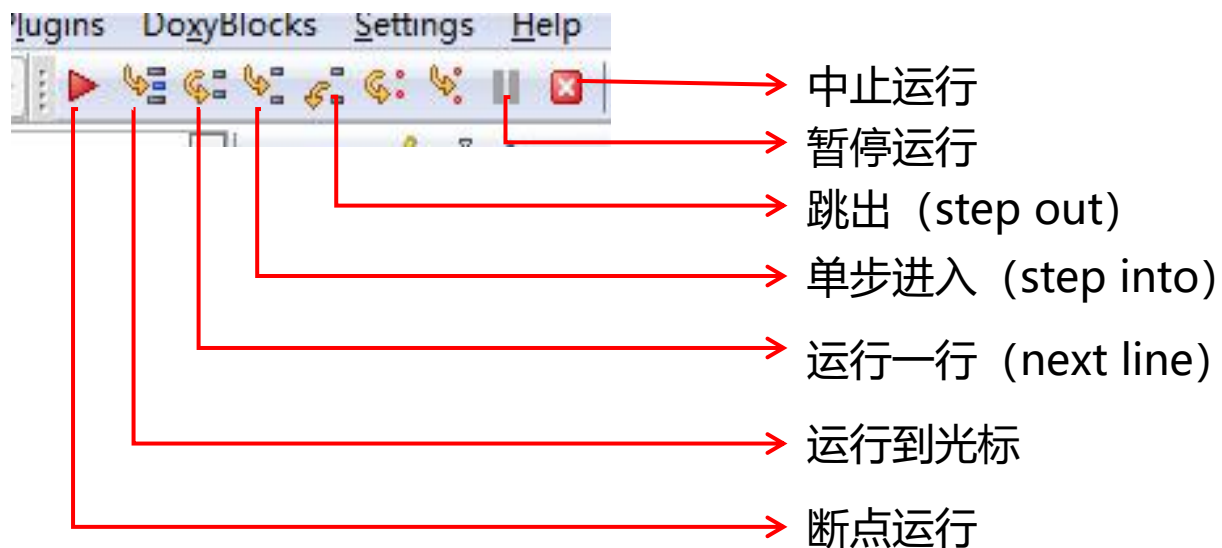 Plugins DoxyBlocks Settings Help
中止运行
暂停运行
跳出（step out）
单步进入（step into）
运行一行（next line）
运行到光标
断点运行